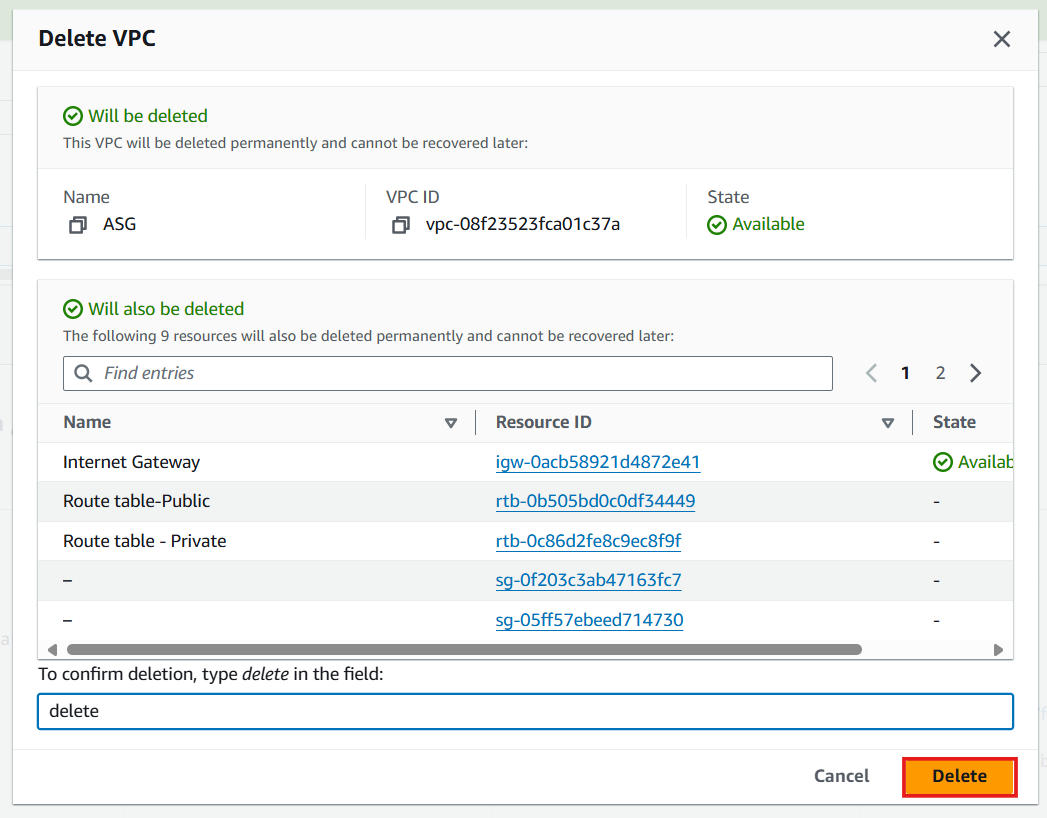 Delete VPC
Will be deleted
This VPC will be deleted permanently and cannot be recovered later:
Name VPC ID State
ASG vpc-08f23523fca01c37a Available
Will also be deleted
The following 9 resources will also be deleted permanently and cannot be recovered later:
Find entries 1 2
Name Resource ID State
Internet Gateway igw-0acb58921d4872e41 Availab
Route table-Public rtb-0b505bd0c0df34449 -
Route table - Private rtb-0c86d2fe8c9ec8f9f -
– sg-0f203c3ab47163fc7 -
– sg-05ff57ebeed714730 -
To confirm deletion, type delete in the field:
delete
Cancel Delete